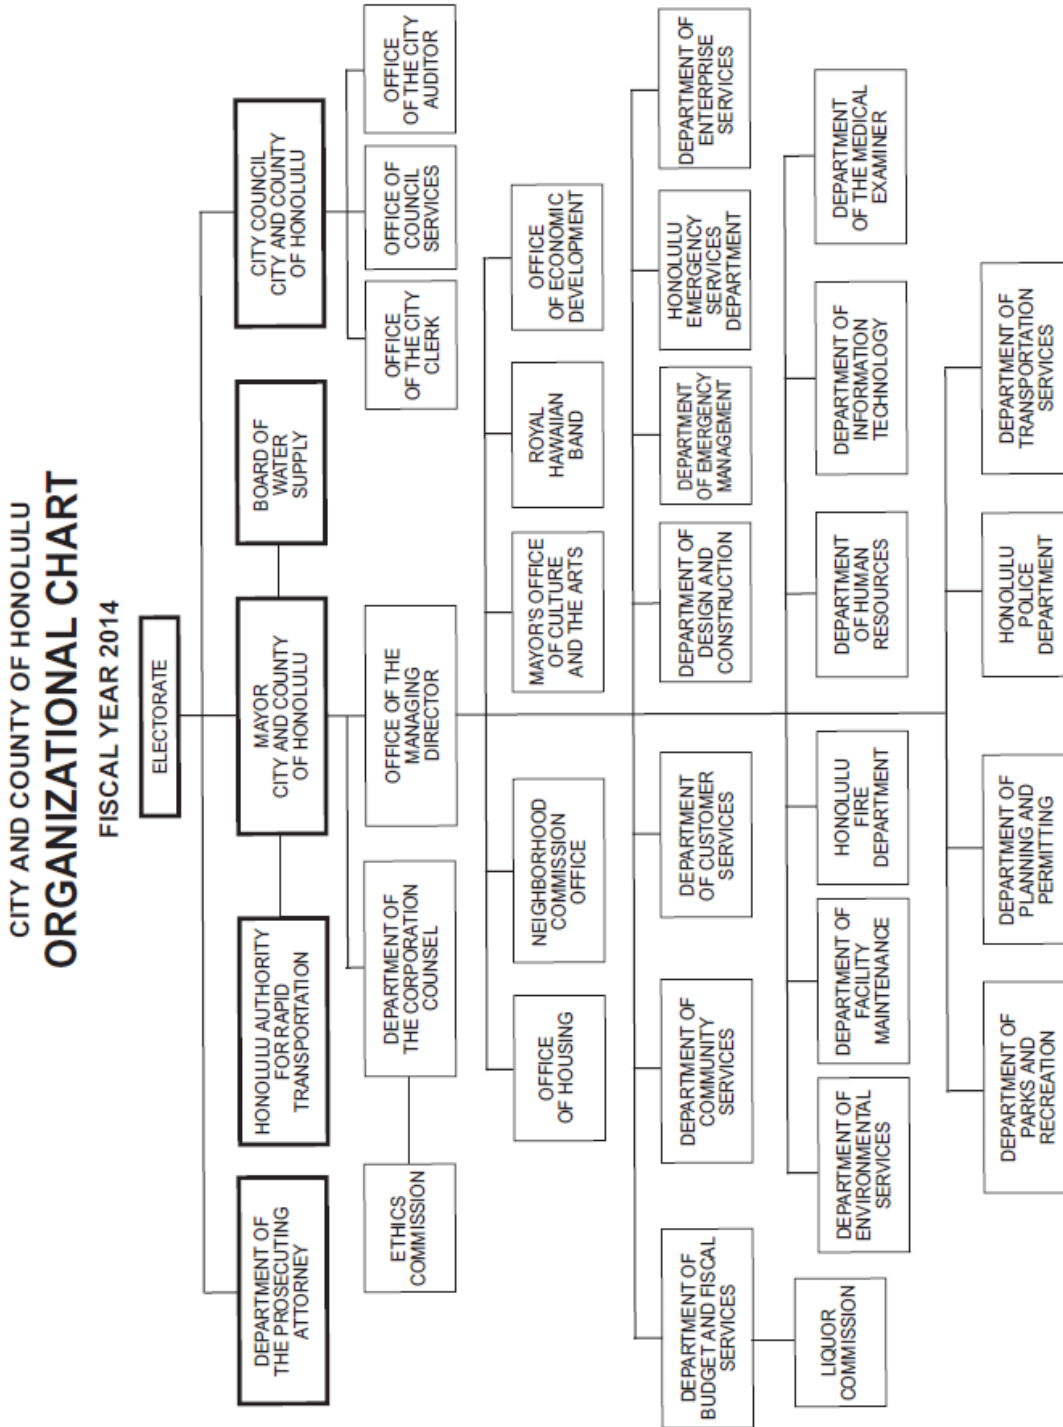 CITY AND COUNTY OF HONOLULU
ORGANIZATIONAL CHART
FISCAL YEAR 2014
ELECTORATE
DEPARTMENT OF
THE PROSECUTING
ATTORNEY
HONOLULU AUTHORITY
FOR RAPID
TRANSPORTATION
MAYOR
CITY AND COUNTY
OF HONOLULU
BOARD OF
WATER
SUPPLY
CITY COUNCIL
CITY AND COUNTY
OF HONOLULU
ETHICS
COMMISSION
DEPARTMENT OF
THE CORPORATION
COUNSEL
OFFICE OF THE
MANAGING
DIRECTOR
OFFICE
OF THE CITY
CLERK
OFFICE OF
COUNCIL
SERVICES
OFFICE
OF THE CITY
AUDITOR
OFFICE
OF HOUSING
NEIGHBORHOOD
COMMISSION
OFFICE
MAYOR'S OFFICE
OF CULTURE
AND THE ARTS
ROYAL
HAWAIIAN
BAND
OFFICE
OF ECONOMIC
DEVELOPMENT
DEPARTMENT OF
BUDGET AND FISCAL
SERVICES
DEPARTMENT OF
COMMUNITY
SERVICES
DEPARTMENT
OF CUSTOMER
SERVICES
DEPARTMENT OF
DESIGN AND
CONSTRUCTION
DEPARTMENT
OF EMERGENCY
MANAGEMENT
HONOLULU
EMERGENCY
SERVICES
DEPARTMENT
DEPARTMENT OF
ENTERPRISE
SERVICES
LIQUOR
COMMISSION
DEPARTMENT OF
ENVIRONMENTAL
SERVICES
DEPARTMENT OF
FACILITY
MAINTENANCE
HONOLULU
FIRE
DEPARTMENT
DEPARTMENT
OF HUMAN
RESOURCES
DEPARTMENT OF
INFORMATION
TECHNOLOGY
DEPARTMENT
OF THE MEDICAL
EXAMINER
DEPARTMENT OF
PARKS AND
RECREATION
DEPARTMENT OF
PLANNING AND
PERMITTING
HONOLULU
POLICE
DEPARTMENT
DEPARTMENT OF
TRANSPORTATION
SERVICES